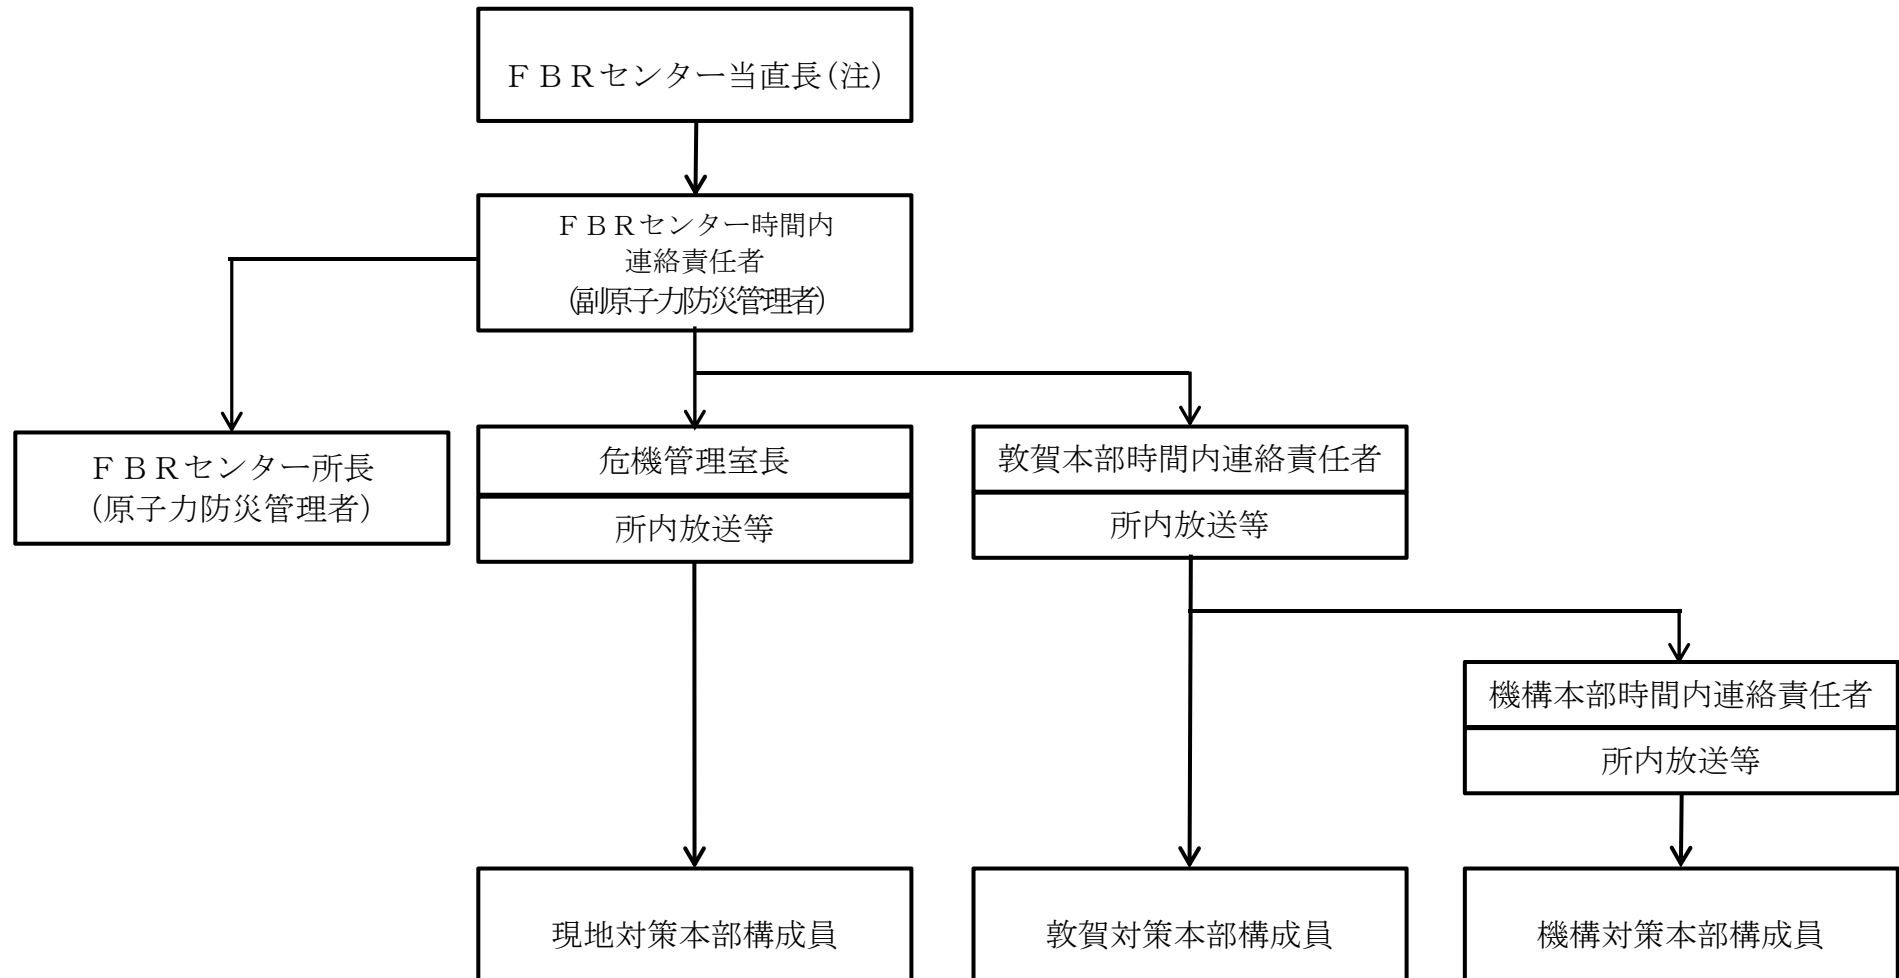 ＦＢＲセンター当直長(注)
ＦＢＲセンター時間内
連絡責任者
(副原子力防災管理者)
ＦＢＲセンター所長
(原子力防災管理者)
危機管理室長
所内放送等
敦賀本部時間内連絡責任者
所内放送等
機構本部時間内連絡責任者
所内放送等
現地対策本部構成員
敦賀対策本部構成員
機構対策本部構成員